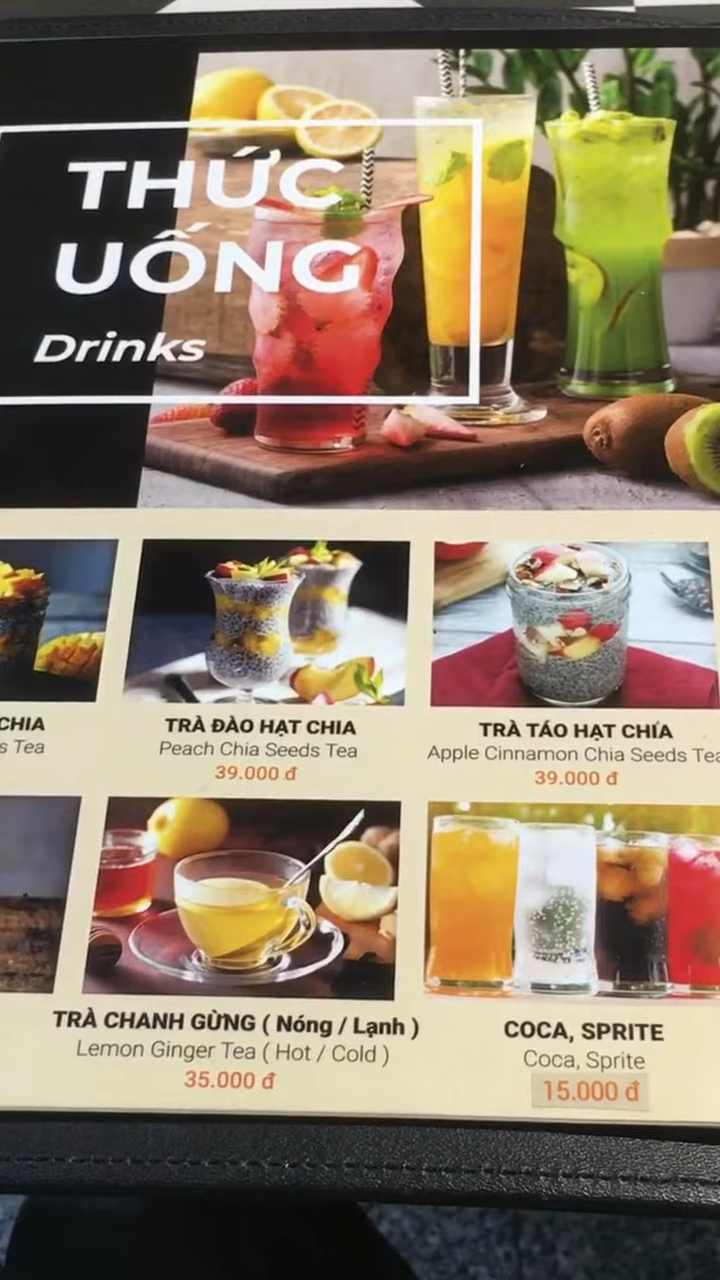 THỨC
UỐNG
Drinks
CHIA
Tea
TRÀ ĐÀO HẠT CHIA
Peach Chia Seeds Tea
39.000 đ
TRÀ TÁO HẠT CHIA
Apple Cinnamon Chia Seeds Tea
39.000 đ
TRÀ CHANH GỪNG ( Nóng / Lạnh )
Lemon Ginger Tea ( Hot / Cold )
35.000 đ
COCA, SPRITE
Coca, Sprite
15.000 đ